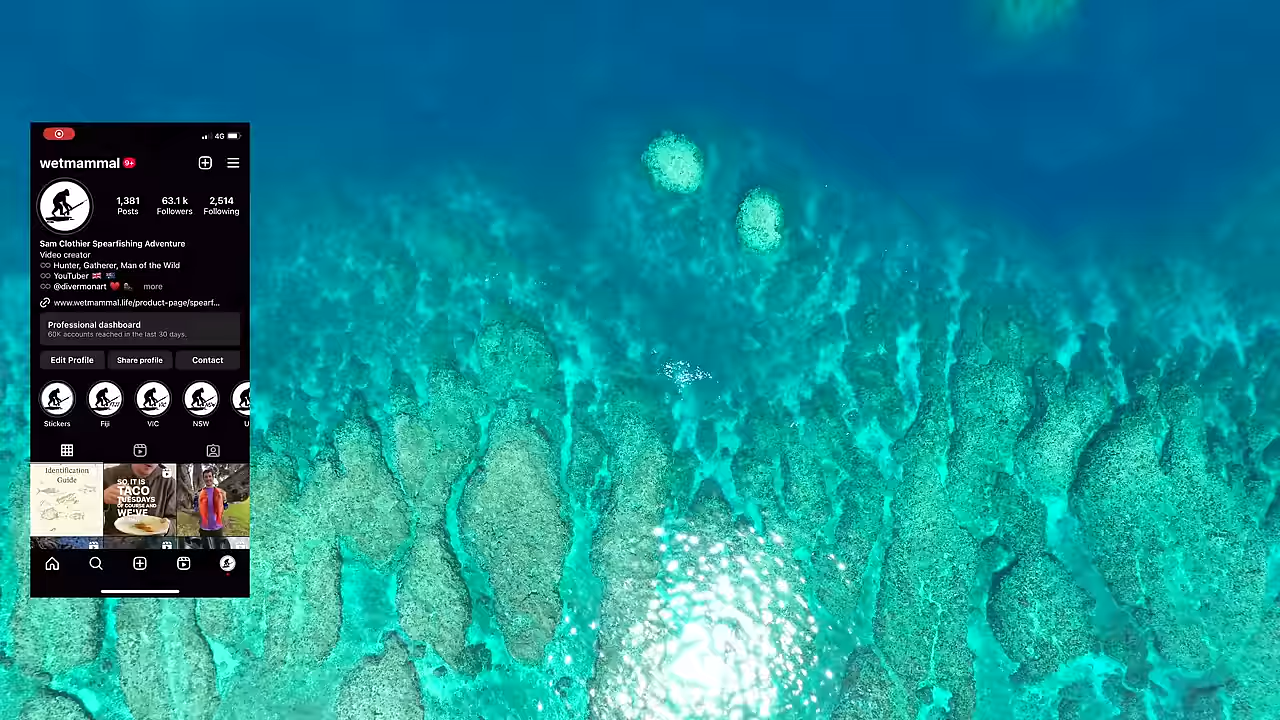 4G
wetmammal 9+
1,381 63.1 k 2,514
Posts Followers Following
Sam Clothier Spearfishing Adventure
Video creator
Hunter, Gatherer, Man of the Wild
YouTuber
@divermonart more
www.wetmammal.life/product-page/spearf...
Professional dashboard
60K accounts reached in the last 30 days.
Edit Profile Share profile Contact
Stickers Fiji VIC NSW U
Identification
Guide
SO, IT IS
TACO
TUESDAYS
OF COURSE AND
WE'VE